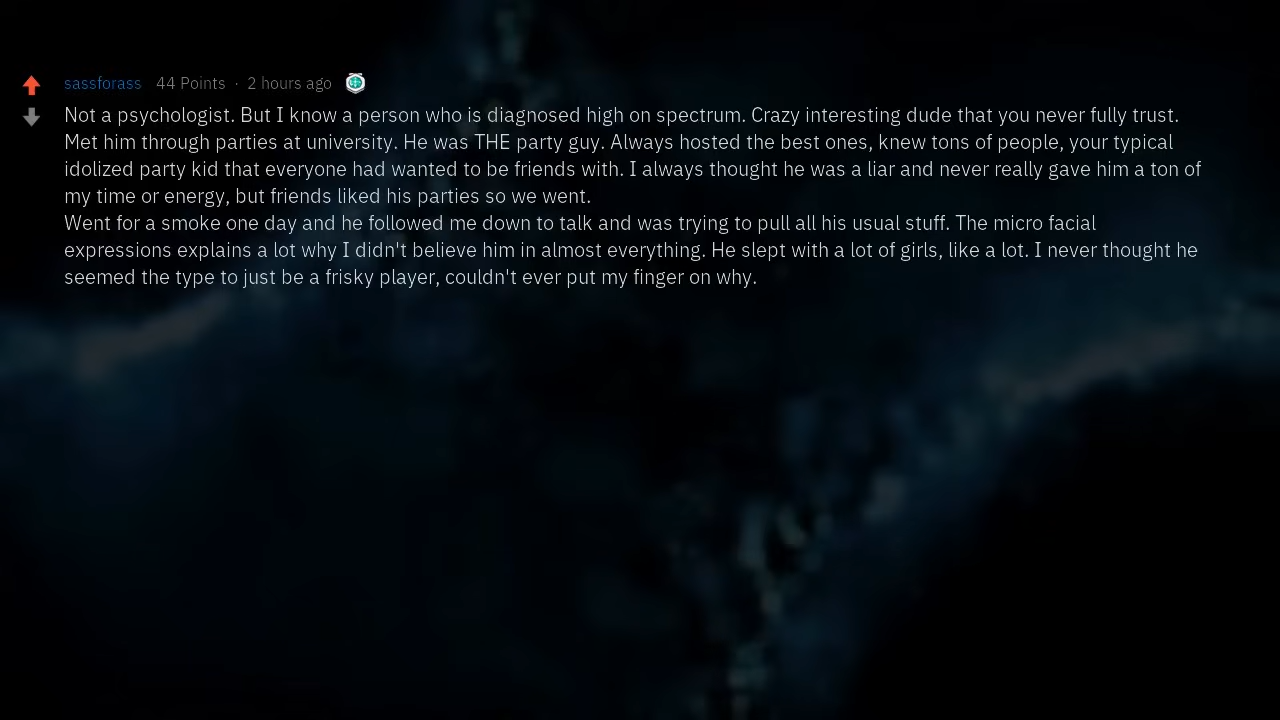 sassforass 44 Points · 2 hours ago
Not a psychologist. But I know a person who is diagnosed high on spectrum. Crazy interesting dude that you never fully trust.
Met him through parties at university. He was THE party guy. Always hosted the best ones, knew tons of people, your typical
idolized party kid that everyone had wanted to be friends with. I always thought he was a liar and never really gave him a ton of
my time or energy, but friends liked his parties so we went.
Went for a smoke one day and he followed me down to talk and was trying to pull all his usual stuff. The micro facial
expressions explains a lot why I didn't believe him in almost everything. He slept with a lot of girls, like a lot. I never thought he
seemed the type to just be a frisky player, couldn't ever put my finger on why.